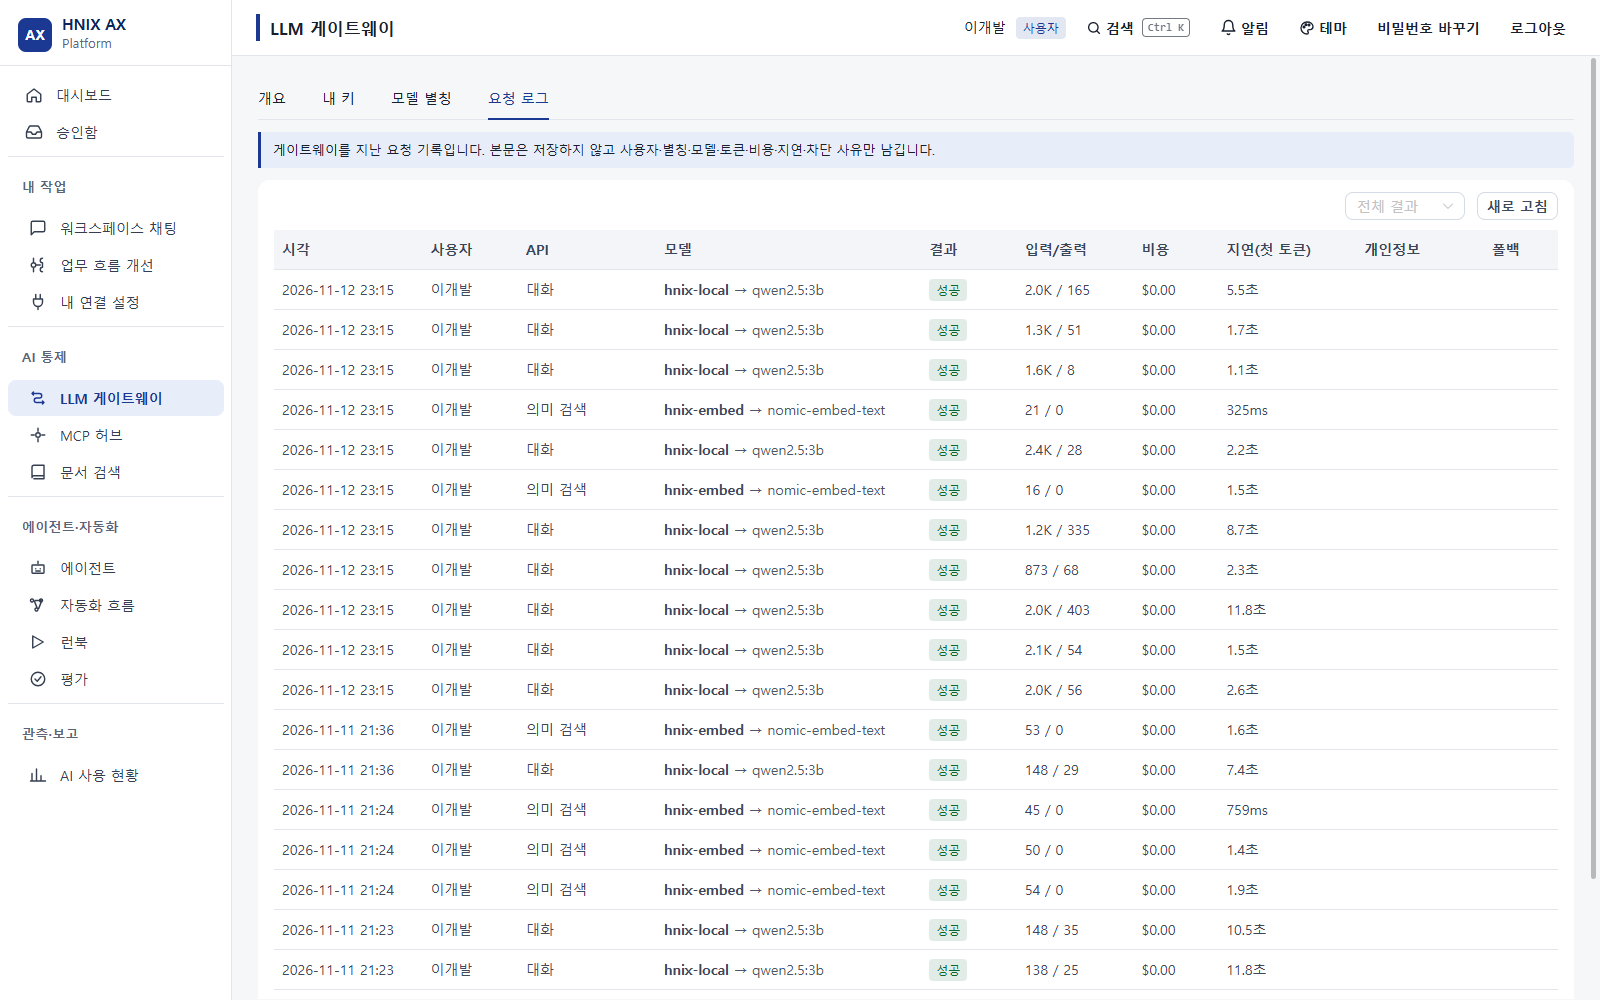 AX
HNIX AX
Platform
대시보드
승인함
내 작업
워크스페이스 채팅
업무 흐름 개선
내 연결 설정
AI 통제
LLM 게이트웨이
MCP 허브
문서 검색
에이전트·자동화
에이전트
자동화 흐름
런북
평가
관측·보고
AI 사용 현황
LLM 게이트웨이
이개발 사용자 검색 Ctrl K 알림 테마 비밀번호 바꾸기 로그아웃
개요 내 키 모델 별칭 요청 로그
게이트웨이를 지난 요청 기록입니다. 본문은 저장하지 않고 사용자·별칭·모델·토큰·비용·지연·차단 사유만 남깁니다.
전체 결과 새로 고침
시각 사용자 API 모델 결과 입력/출력 비용 지연(첫 토큰) 개인정보 폴백
2026-11-12 23:15 이개발 대화 hnix-local → qwen2.5:3b 성공 2.0K / 165 $0.00 5.5초
2026-11-12 23:15 이개발 대화 hnix-local → qwen2.5:3b 성공 1.3K / 51 $0.00 1.7초
2026-11-12 23:15 이개발 대화 hnix-local → qwen2.5:3b 성공 1.6K / 8 $0.00 1.1초
2026-11-12 23:15 이개발 의미 검색 hnix-embed → nomic-embed-text 성공 21 / 0 $0.00 325ms
2026-11-12 23:15 이개발 대화 hnix-local → qwen2.5:3b 성공 2.4K / 28 $0.00 2.2초
2026-11-12 23:15 이개발 의미 검색 hnix-embed → nomic-embed-text 성공 16 / 0 $0.00 1.5초
2026-11-12 23:15 이개발 대화 hnix-local → qwen2.5:3b 성공 1.2K / 335 $0.00 8.7초
2026-11-12 23:15 이개발 대화 hnix-local → qwen2.5:3b 성공 873 / 68 $0.00 2.3초
2026-11-12 23:15 이개발 대화 hnix-local → qwen2.5:3b 성공 2.0K / 403 $0.00 11.8초
2026-11-12 23:15 이개발 대화 hnix-local → qwen2.5:3b 성공 2.1K / 54 $0.00 1.5초
2026-11-12 23:15 이개발 대화 hnix-local → qwen2.5:3b 성공 2.0K / 56 $0.00 2.6초
2026-11-11 21:36 이개발 의미 검색 hnix-embed → nomic-embed-text 성공 53 / 0 $0.00 1.6초
2026-11-11 21:36 이개발 대화 hnix-local → qwen2.5:3b 성공 148 / 29 $0.00 7.4초
2026-11-11 21:24 이개발 의미 검색 hnix-embed → nomic-embed-text 성공 45 / 0 $0.00 759ms
2026-11-11 21:24 이개발 의미 검색 hnix-embed → nomic-embed-text 성공 50 / 0 $0.00 1.4초
2026-11-11 21:24 이개발 의미 검색 hnix-embed → nomic-embed-text 성공 54 / 0 $0.00 1.9초
2026-11-11 21:23 이개발 대화 hnix-local → qwen2.5:3b 성공 148 / 35 $0.00 10.5초
2026-11-11 21:23 이개발 대화 hnix-local → qwen2.5:3b 성공 138 / 25 $0.00 11.8초